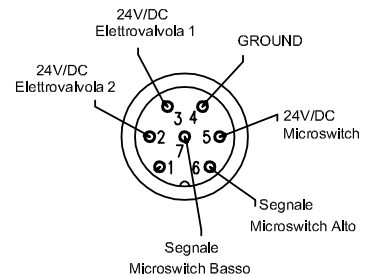 24V/DC
Elettrovalvola 1
GROUND
24V/DC
Elettrovalvola 2
3 4
2 5
7
1 6
24V/DC
Microswitch
Segnale
Microswitch Alto
Segnale
Microswitch Basso